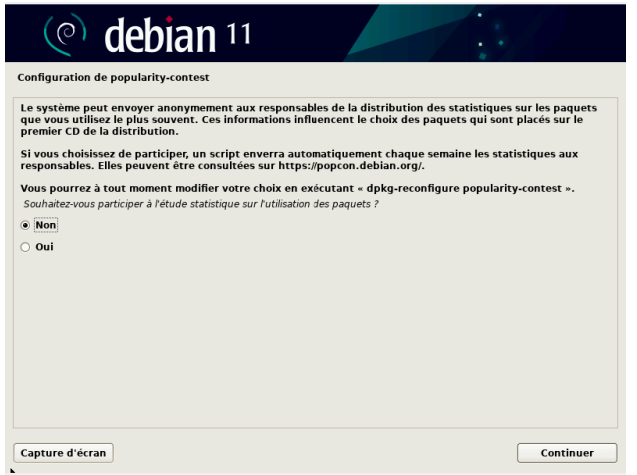 debian 11
Configuration de popularity-contest
Le système peut envoyer anonymement aux responsables de la distribution des statistiques sur les paquets
que vous utilisez le plus souvent. Ces informations influencent le choix des paquets qui sont placés sur le
premier CD de la distribution.
Si vous choisissez de participer, un script enverra automatiquement chaque semaine les statistiques aux
responsables. Elles peuvent être consultées sur https://popcon.debian.org/.
Vous pourrez à tout moment modifier votre choix en exécutant « dpkg-reconfigure popularity-contest ».
Souhaitez-vous participer à l'étude statistique sur l'utilisation des paquets ?
Non
Oui
Capture d'écran
Continuer